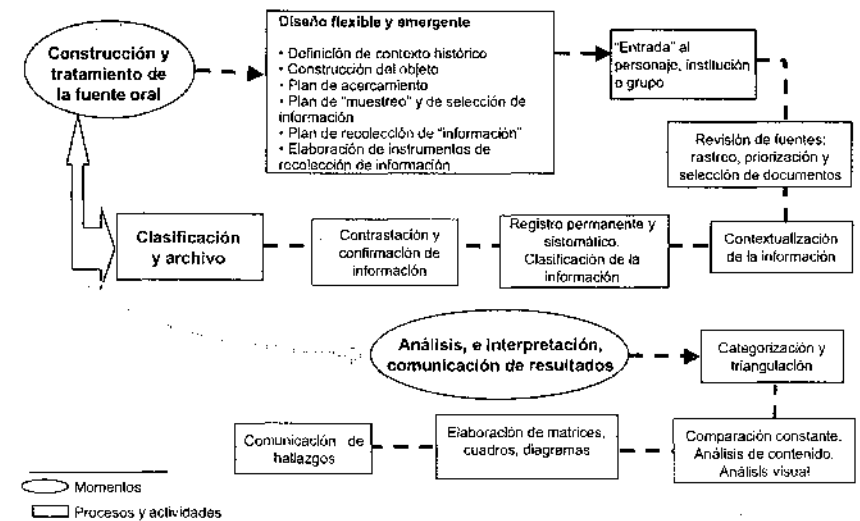 Construcción y
tratamiento de
la fuente oral
Diseño flexible y emergente
• Definición de contexto histórico
• Construcción del objeto
• Plan de acercamiento
• Plan de "muestreo" y de selección de
información
• Plan de recolección de "información"
• Elaboración de instrumentos de
recolección de información
"Entrada" al
personaje, institución
o grupo
Revisión de fuentes:
rastreo, priorización y
selección de documentos
Contextualización
de la información
Registro permanente y
sistemático.
Clasificación de la
información
Contrastación y
confirmación de
información
Clasificación
y archivo
Análisis, e interpretación,
comunicación de resultados
Categorización y
triangulación
Comparación constante.
Análisis de contenido.
Análisis visual
Elaboración de matrices,
cuadros, diagramas
Comunicación de
hallazgos
Momentos
Procesos y actividades